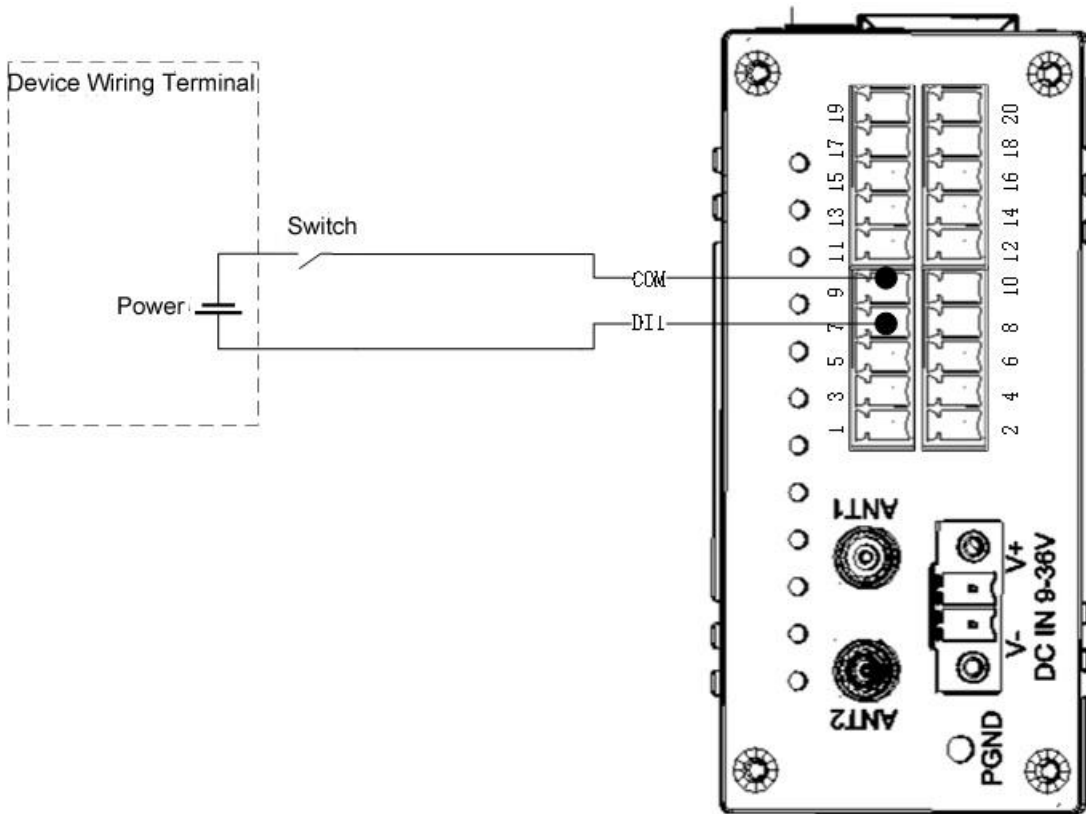 Device Wiring Terminal
Switch
Power
COM
DI1
19
20
17
18
15
16
13
14
11
12
9
10
7
8
5
6
3
4
1
2
ANT1
ANT2
V+
V-
DC IN 9-36V
PGND